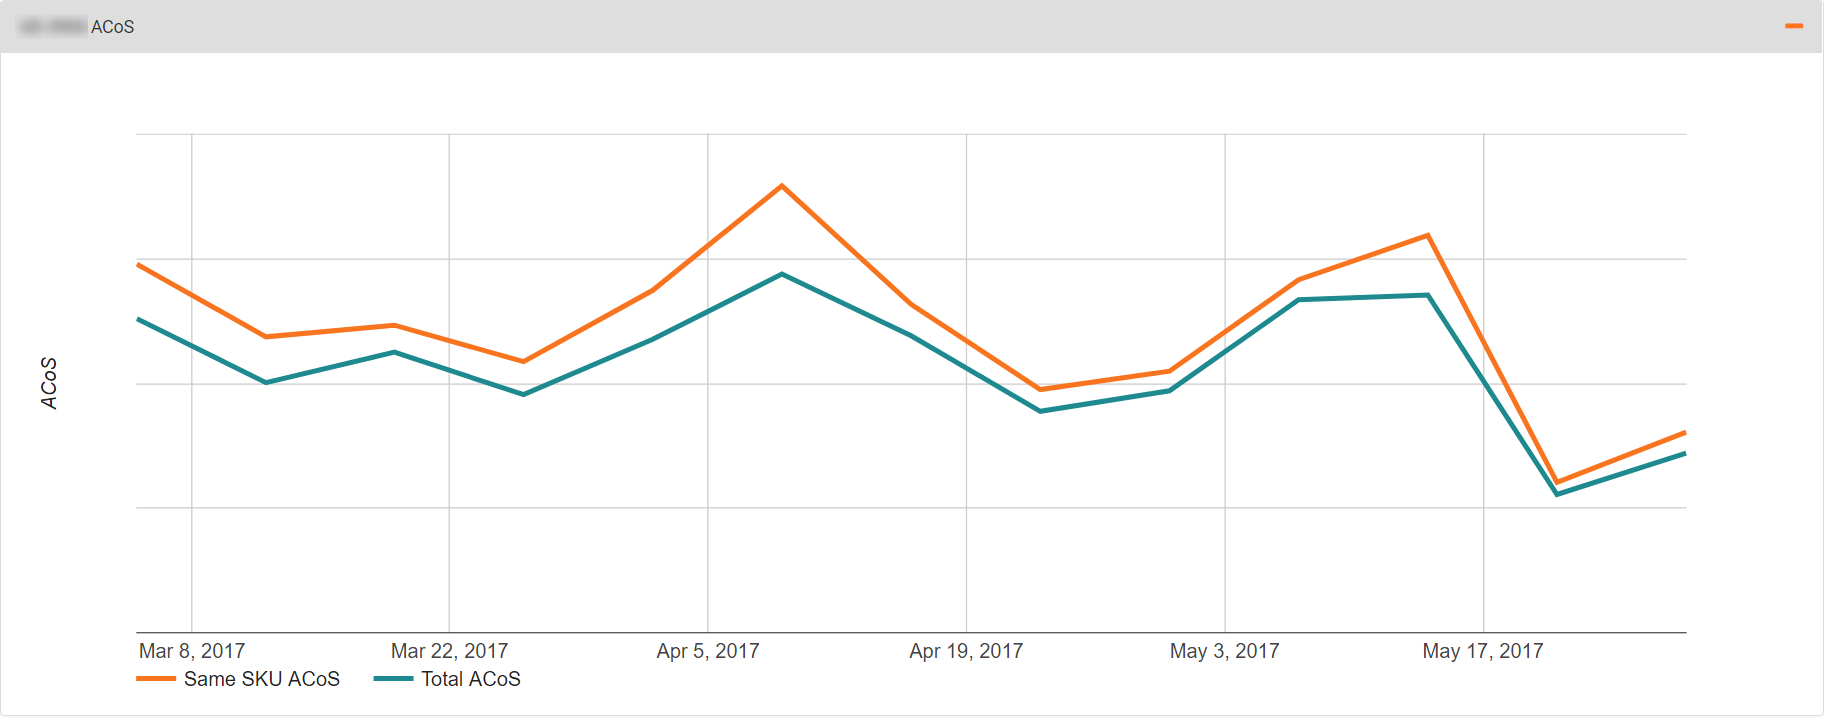 ACoS
ACoS
Mar 8, 2017 Mar 22, 2017 Apr 5, 2017 Apr 19, 2017 May 3, 2017 May 17, 2017
Same SKU ACoS Total ACoS